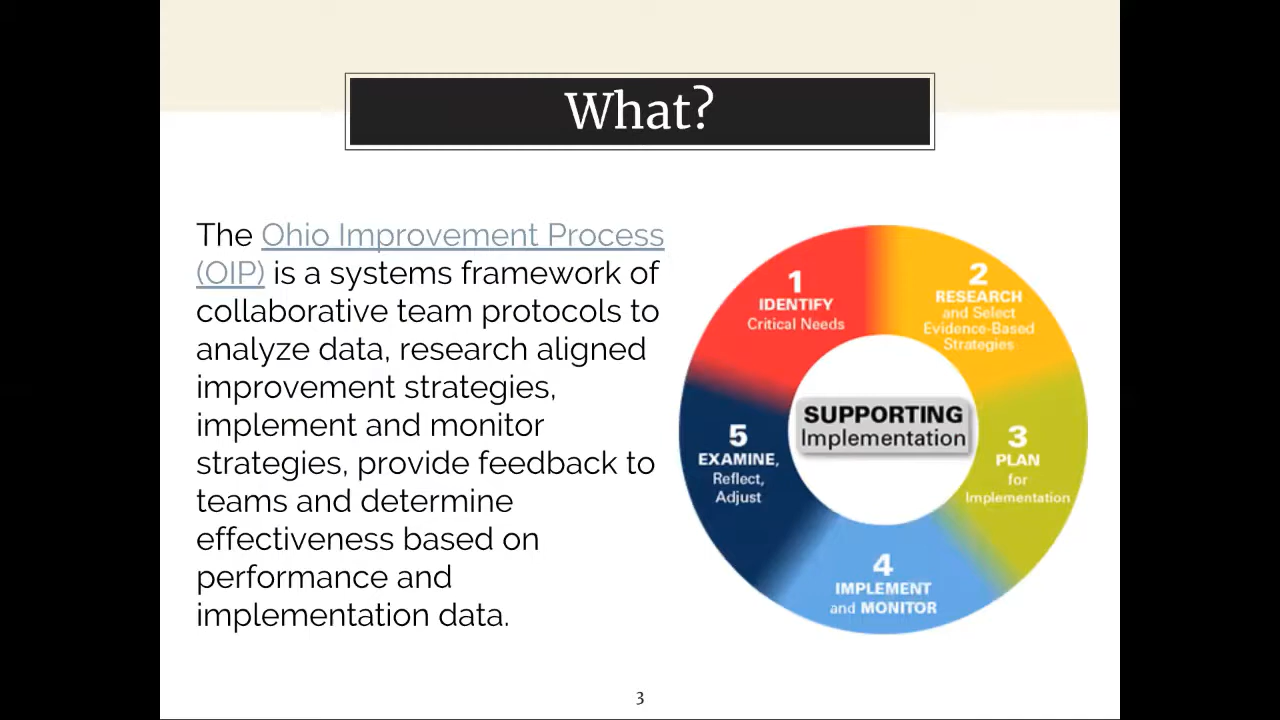 What?
The Ohio Improvement Process
(OIP) is a systems framework of
collaborative team protocols to
analyze data, research aligned
improvement strategies,
implement and monitor
strategies, provide feedback to
teams and determine
effectiveness based on
performance and
implementation data.
1
IDENTIFY
Critical Needs
2
RESEARCH
and Select
Evidence-Based
Strategies
3
PLAN
for
Implementation
4
IMPLEMENT
and MONITOR
5
EXAMINE,
Reflect,
Adjust
SUPPORTING
Implementation
3